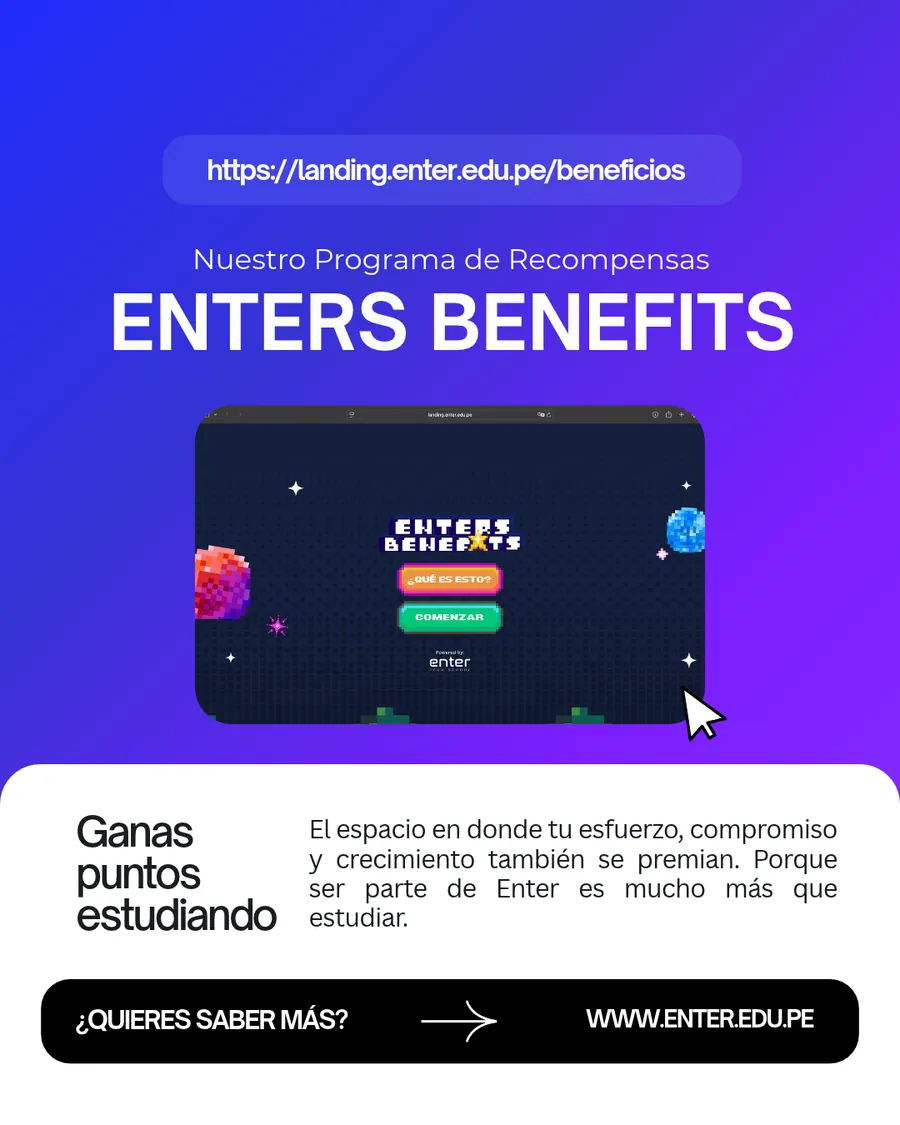 https://landing.enter.edu.pe/beneficios
Nuestro Programa de Recompensas
ENTERS BENEFITS
landing.enter.edu.pe
ENTERS
BENEFITS
¿QUÉ ES ESTO?
COMENZAR
Powered by:
enter
TECH SCHOOL
Ganas
puntos
estudiando
El espacio en donde tu esfuerzo, compromiso
y crecimiento también se premian. Porque
ser parte de Enter es mucho más que
estudiar.
¿QUIERES SABER MÁS?
WWW.ENTER.EDU.PE